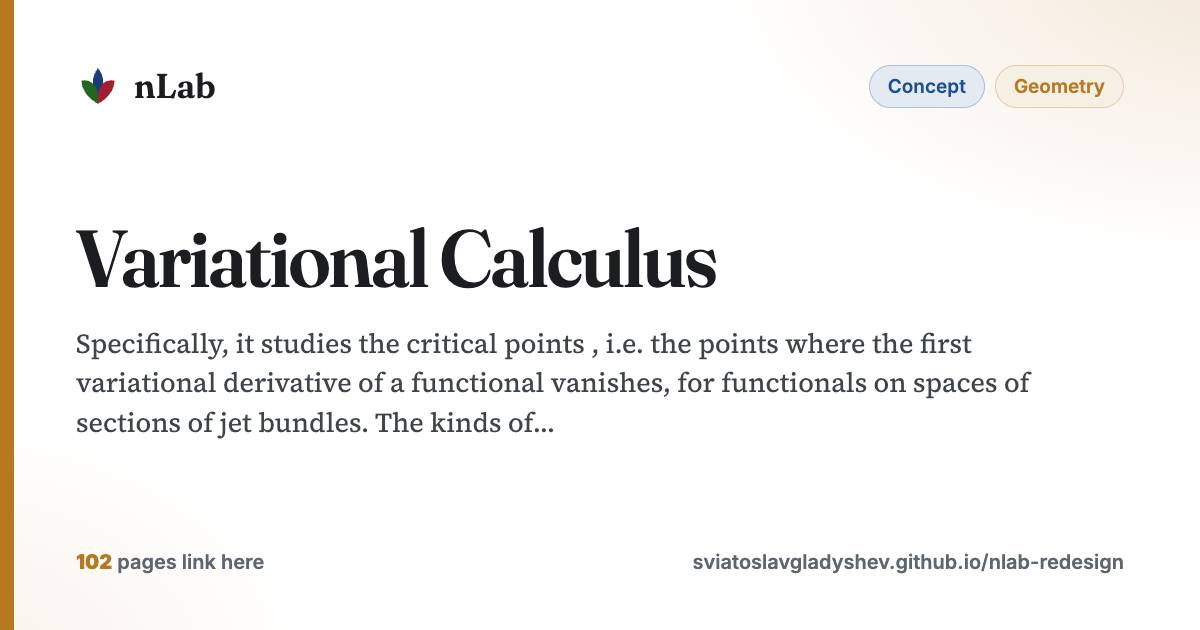 nLab
Concept
Geometry
Variational Calculus
Specifically, it studies the critical points , i.e. the points where the first
variational derivative of a functional vanishes, for functionals on spaces of
sections of jet bundles. The kinds of...
102 pages link here
sviatoslavgladyshev.github.io/nlab-redesign